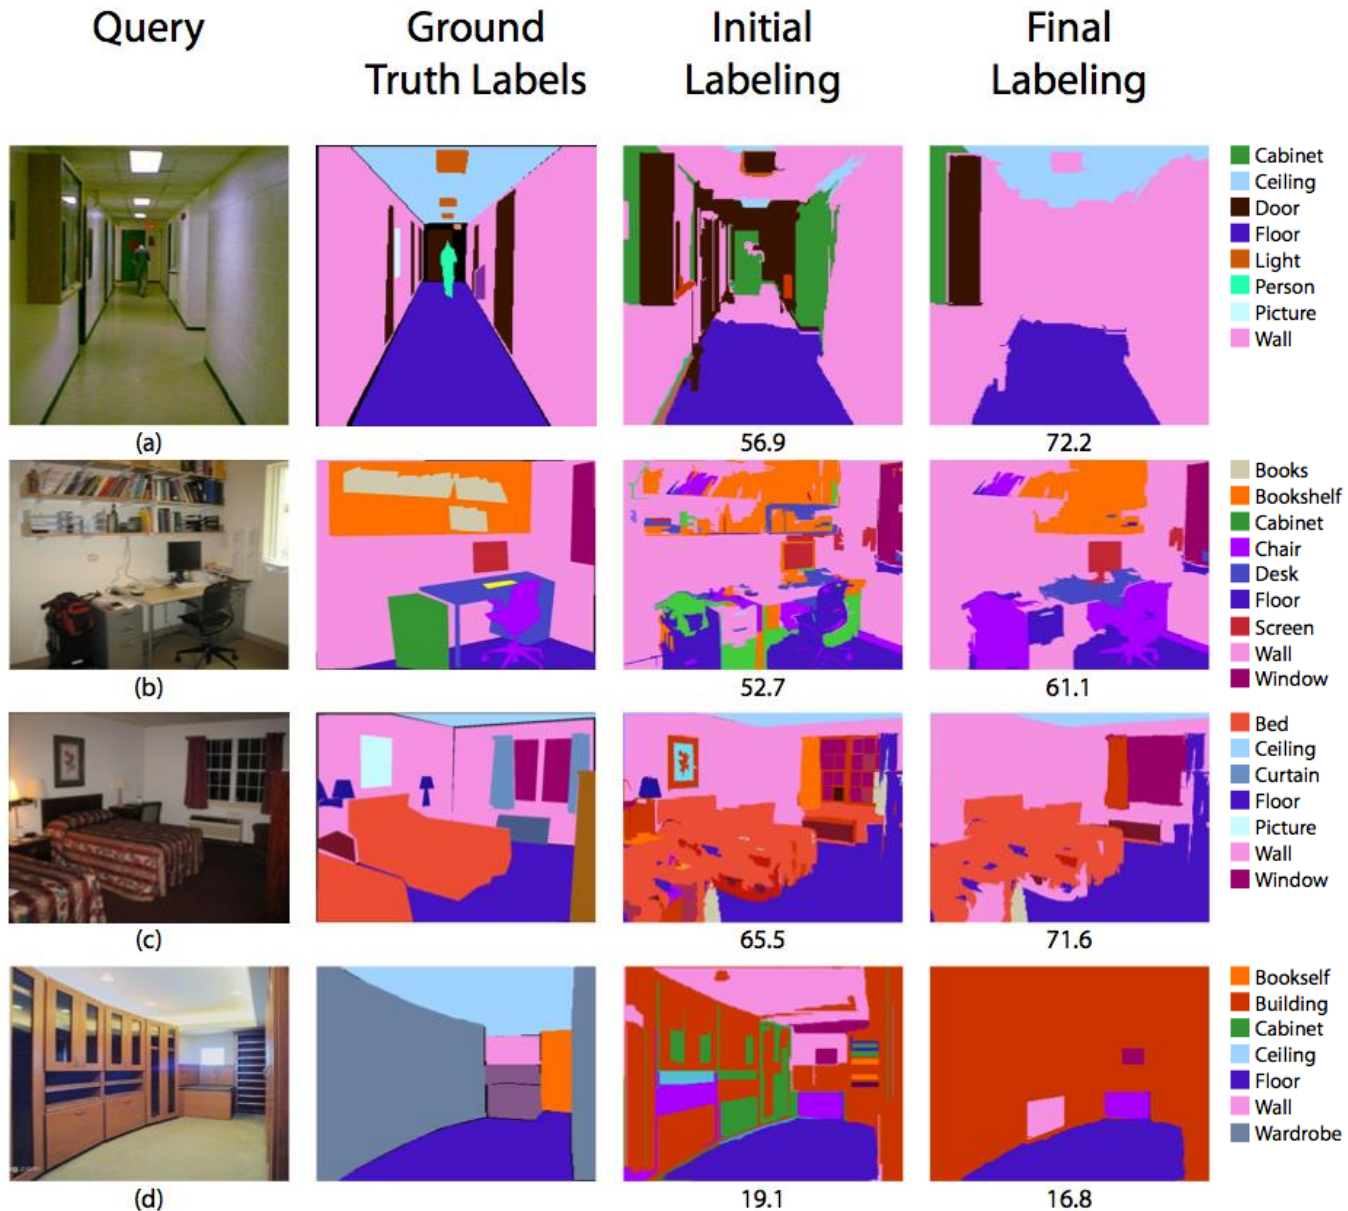 Query
Ground
Truth Labels
Initial
Labeling
Final
Labeling
Cabinet
Ceiling
Door
Floor
Light
Person
Picture
Wall
(a)
56.9
72.2
Books
Bookshelf
Cabinet
Chair
Desk
Floor
Screen
Wall
Window
(b)
52.7
61.1
Bed
Ceiling
Curtain
Floor
Picture
Wall
Window
(c)
65.5
71.6
Bookself
Building
Cabinet
Ceiling
Floor
Wall
Wardrobe
(d)
19.1
16.8